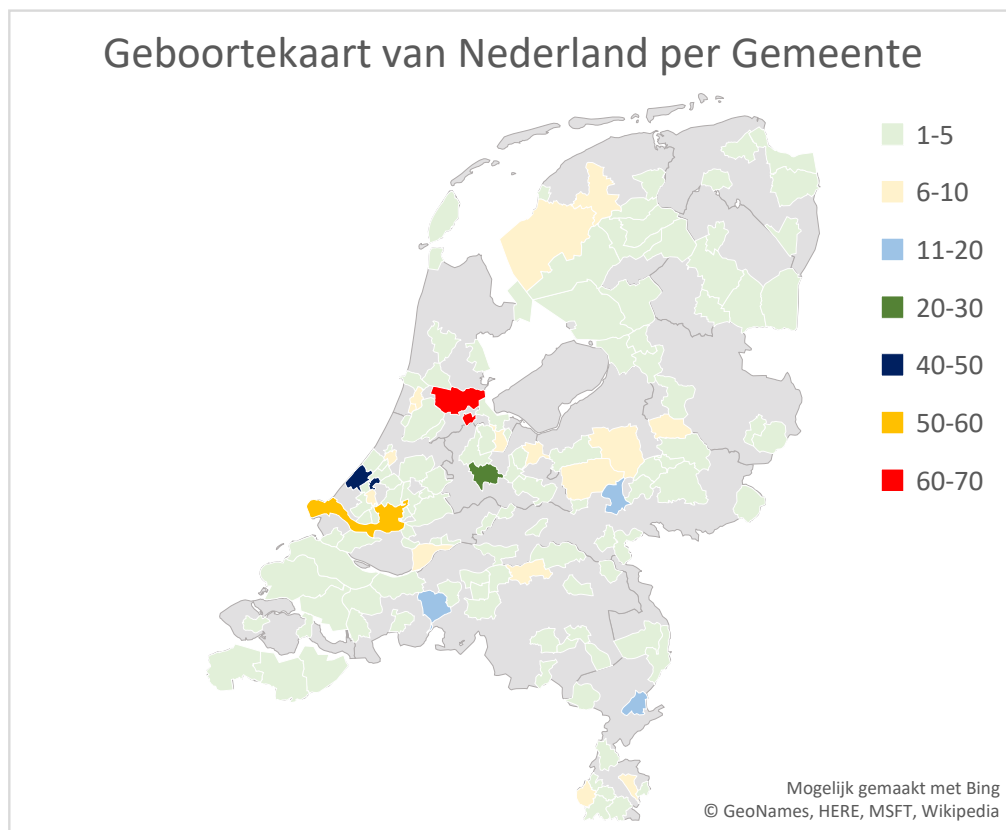 Geboortekaart van Nederland per Gemeente
1-5
6-10
11-20
20-30
40-50
50-60
60-70
Mogelijk gemaakt met Bing
© GeoNames, HERE, MSFT, Wikipedia